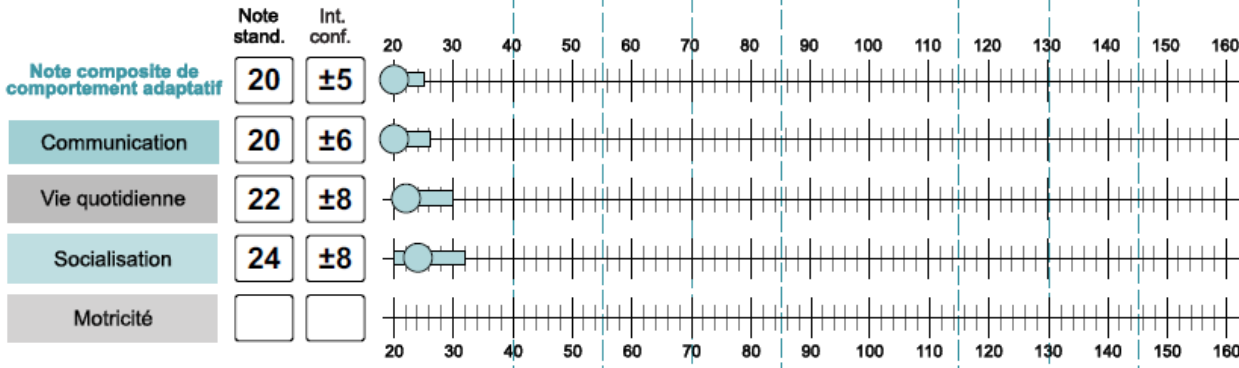 Note stand. Int. conf.
20 30 40 50 60 70 80 90 100 110 120 130 140 150 160
Note composite de comportement adaptatif 20 ±5
Communication 20 ±6
Vie quotidienne 22 ±8
Socialisation 24 ±8
Motricité
20 30 40 50 60 70 80 90 100 110 120 130 140 150 160